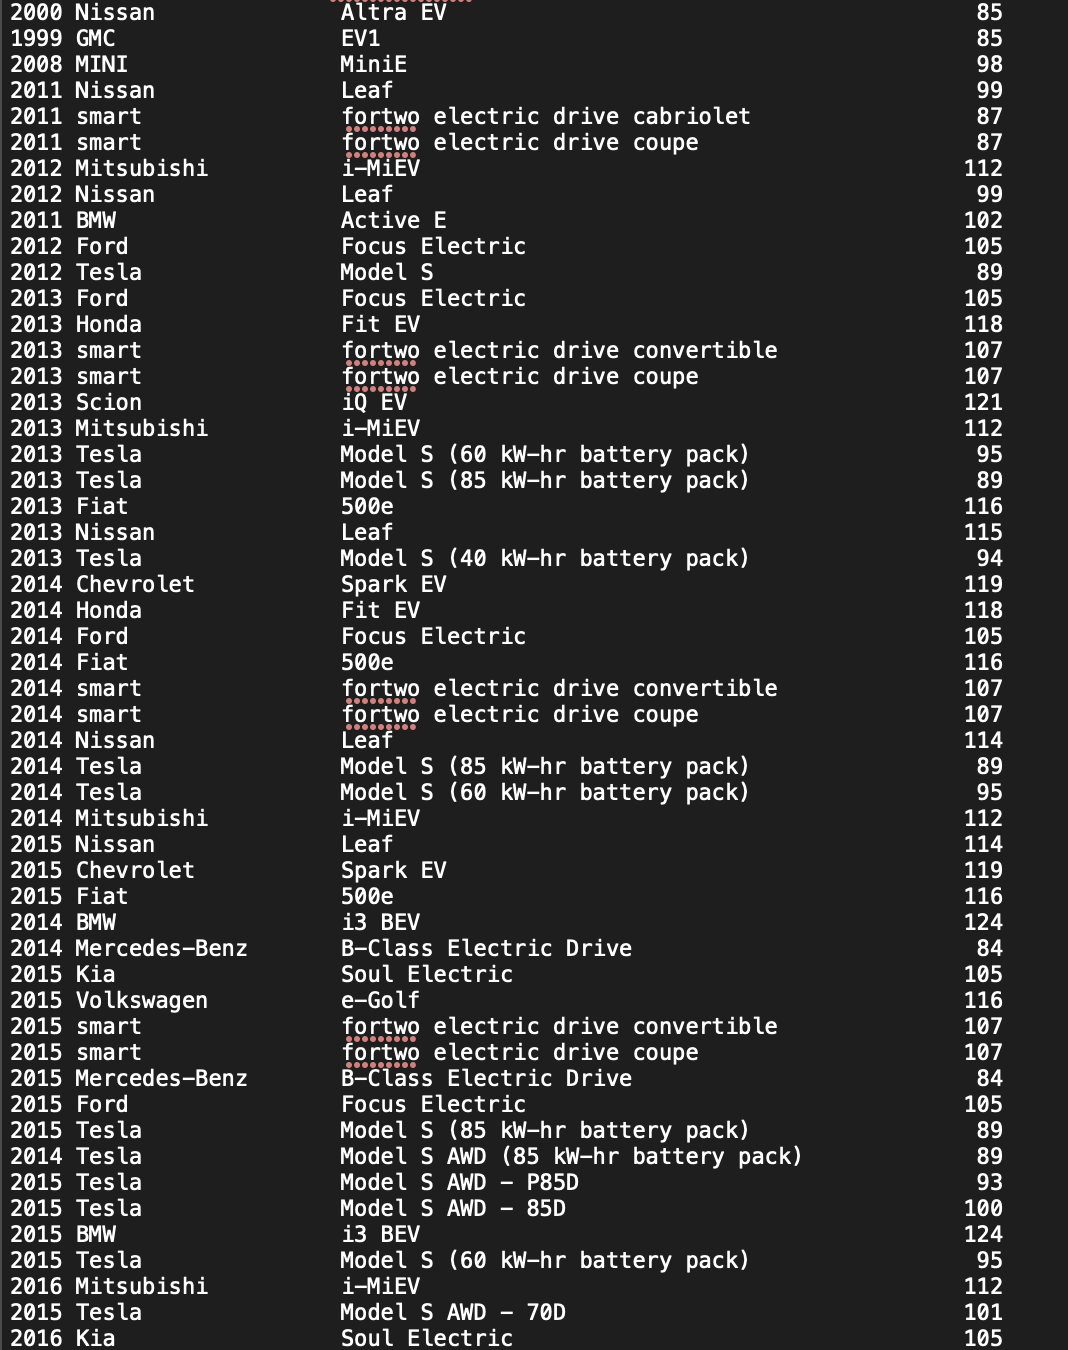 2000 Nissan Altra EV 85
1999 GMC EV1 85
2008 MINI MiniE 98
2011 Nissan Leaf 99
2011 smart fortwo electric drive cabriolet 87
2011 smart fortwo electric drive coupe 87
2012 Mitsubishi i-MiEV 112
2012 Nissan Leaf 99
2011 BMW Active E 102
2012 Ford Focus Electric 105
2012 Tesla Model S 89
2013 Ford Focus Electric 105
2013 Honda Fit EV 118
2013 smart fortwo electric drive convertible 107
2013 smart fortwo electric drive coupe 107
2013 Scion iQ EV 121
2013 Mitsubishi i-MiEV 112
2013 Tesla Model S (60 kW-hr battery pack) 95
2013 Tesla Model S (85 kW-hr battery pack) 89
2013 Fiat 500e 116
2013 Nissan Leaf 115
2013 Tesla Model S (40 kW-hr battery pack) 94
2014 Chevrolet Spark EV 119
2014 Honda Fit EV 118
2014 Ford Focus Electric 105
2014 Fiat 500e 116
2014 smart fortwo electric drive convertible 107
2014 smart fortwo electric drive coupe 107
2014 Nissan Leaf 114
2014 Tesla Model S (85 kW-hr battery pack) 89
2014 Tesla Model S (60 kW-hr battery pack) 95
2014 Mitsubishi i-MiEV 112
2015 Nissan Leaf 114
2015 Chevrolet Spark EV 119
2015 Fiat 500e 116
2014 BMW i3 BEV 124
2014 Mercedes-Benz B-Class Electric Drive 84
2015 Kia Soul Electric 105
2015 Volkswagen e-Golf 116
2015 smart fortwo electric drive convertible 107
2015 smart fortwo electric drive coupe 107
2015 Mercedes-Benz B-Class Electric Drive 84
2015 Ford Focus Electric 105
2015 Tesla Model S (85 kW-hr battery pack) 89
2014 Tesla Model S AWD (85 kW-hr battery pack) 89
2015 Tesla Model S AWD - P85D 93
2015 Tesla Model S AWD - 85D 100
2015 BMW i3 BEV 124
2015 Tesla Model S (60 kW-hr battery pack) 95
2016 Mitsubishi i-MiEV 112
2015 Tesla Model S AWD - 70D 101
2016 Kia Soul Electric 105